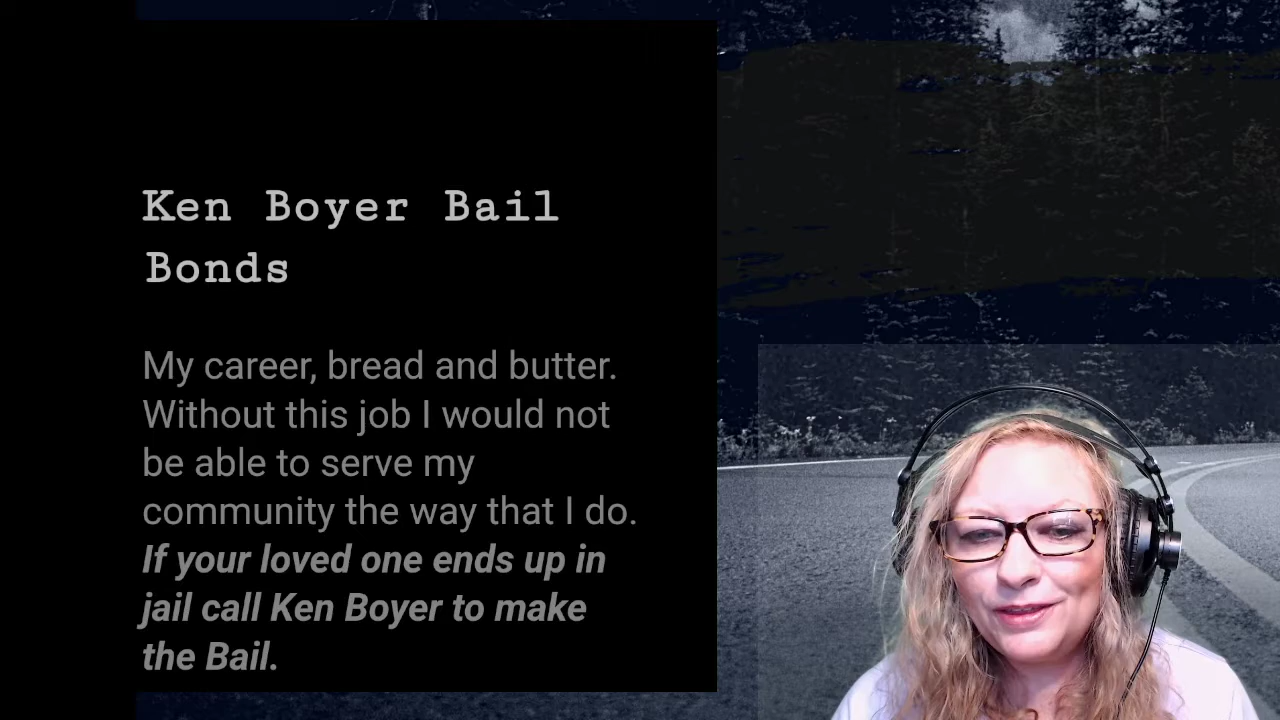 Ken Boyer Bail
Bonds
My career, bread and butter.
Without this job I would not
be able to serve my
community the way that I do.
If your loved one ends up in
jail call Ken Boyer to make
the Bail.